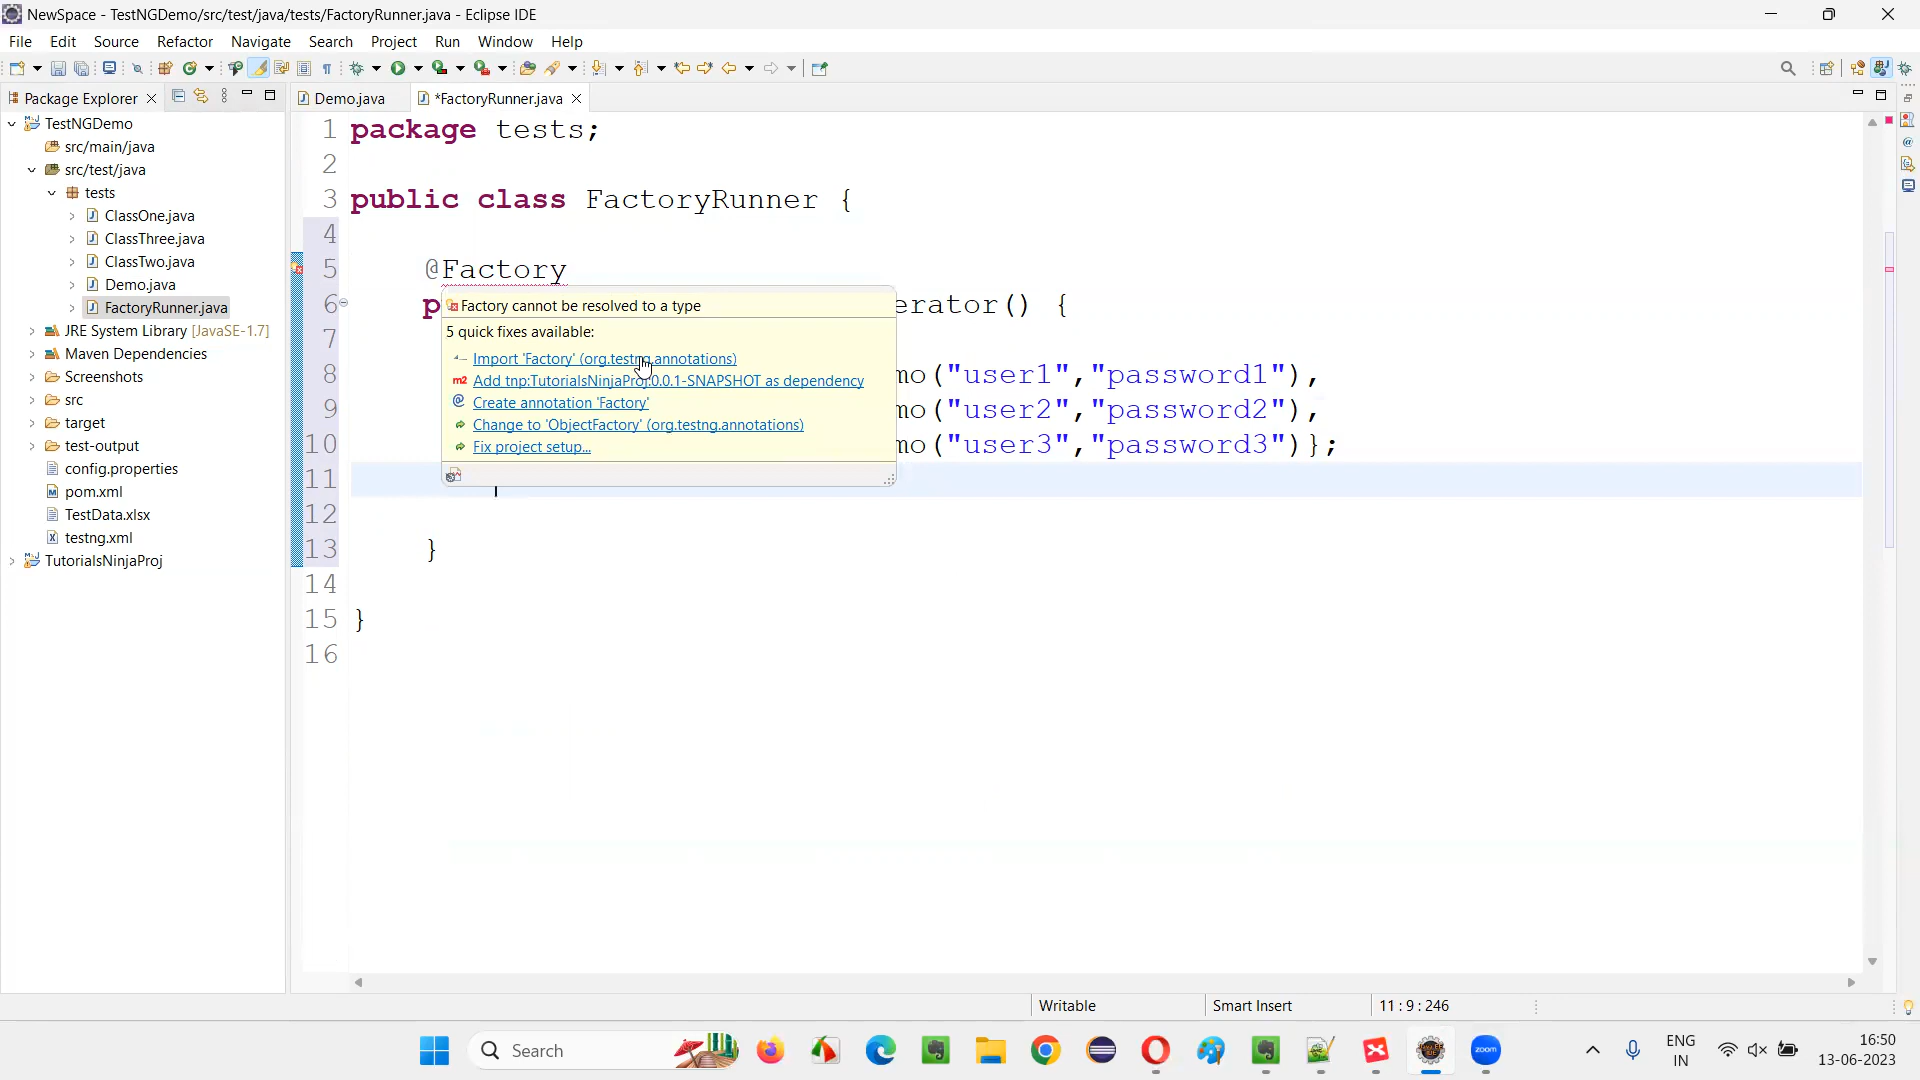 NewSpace - TestNGDemo/src/test/java/tests/FactoryRunner.java - Eclipse IDE
File Edit Source Refactor Navigate Search Project Run Window Help
Package Explorer
Demo.java
*FactoryRunner.java
TestNGDemo
src/main/java
src/test/java
tests
ClassOne.java
ClassThree.java
ClassTwo.java
Demo.java
FactoryRunner.java
JRE System Library [JavaSE-1.7]
Maven Dependencies
Screenshots
src
target
test-output
config.properties
pom.xml
TestData.xlsx
testng.xml
TutorialsNinjaProj
1 package tests;
2
3 public class FactoryRunner {
4
5 @Factory
6 p erator() {
7
8 mo("user1","password1"),
9 mo("user2","password2"),
10 mo("user3","password3")};
11
12
13 }
14
15 }
16
Factory cannot be resolved to a type
5 quick fixes available:
Import 'Factory' (org.testng.annotations)
m2 Add tnp:TutorialsNinjaProj:0.0.1-SNAPSHOT as dependency
@ Create annotation 'Factory'
Change to 'ObjectFactory' (org.testng.annotations)
Fix project setup...
Writable
Smart Insert
11 : 9 : 246
Search
zoom
ENG
IN
16:50
13-06-2023